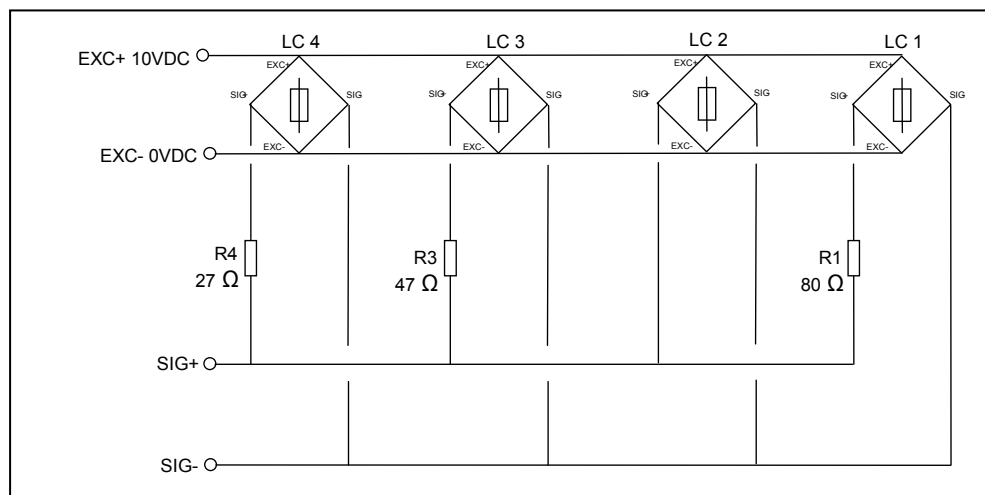 LC 4
LC 3
LC 2
LC 1
EXC+ 10VDC
EXC+
EXC+
EXC+
EXC+
SIG+
SIG
SIG+
SIG
SIG+
SIG
SIG+
SIG
EXC-
EXC-
EXC-
EXC-
EXC- 0VDC
R4
27 Ω
R3
47 Ω
R1
80 Ω
SIG+
SIG-